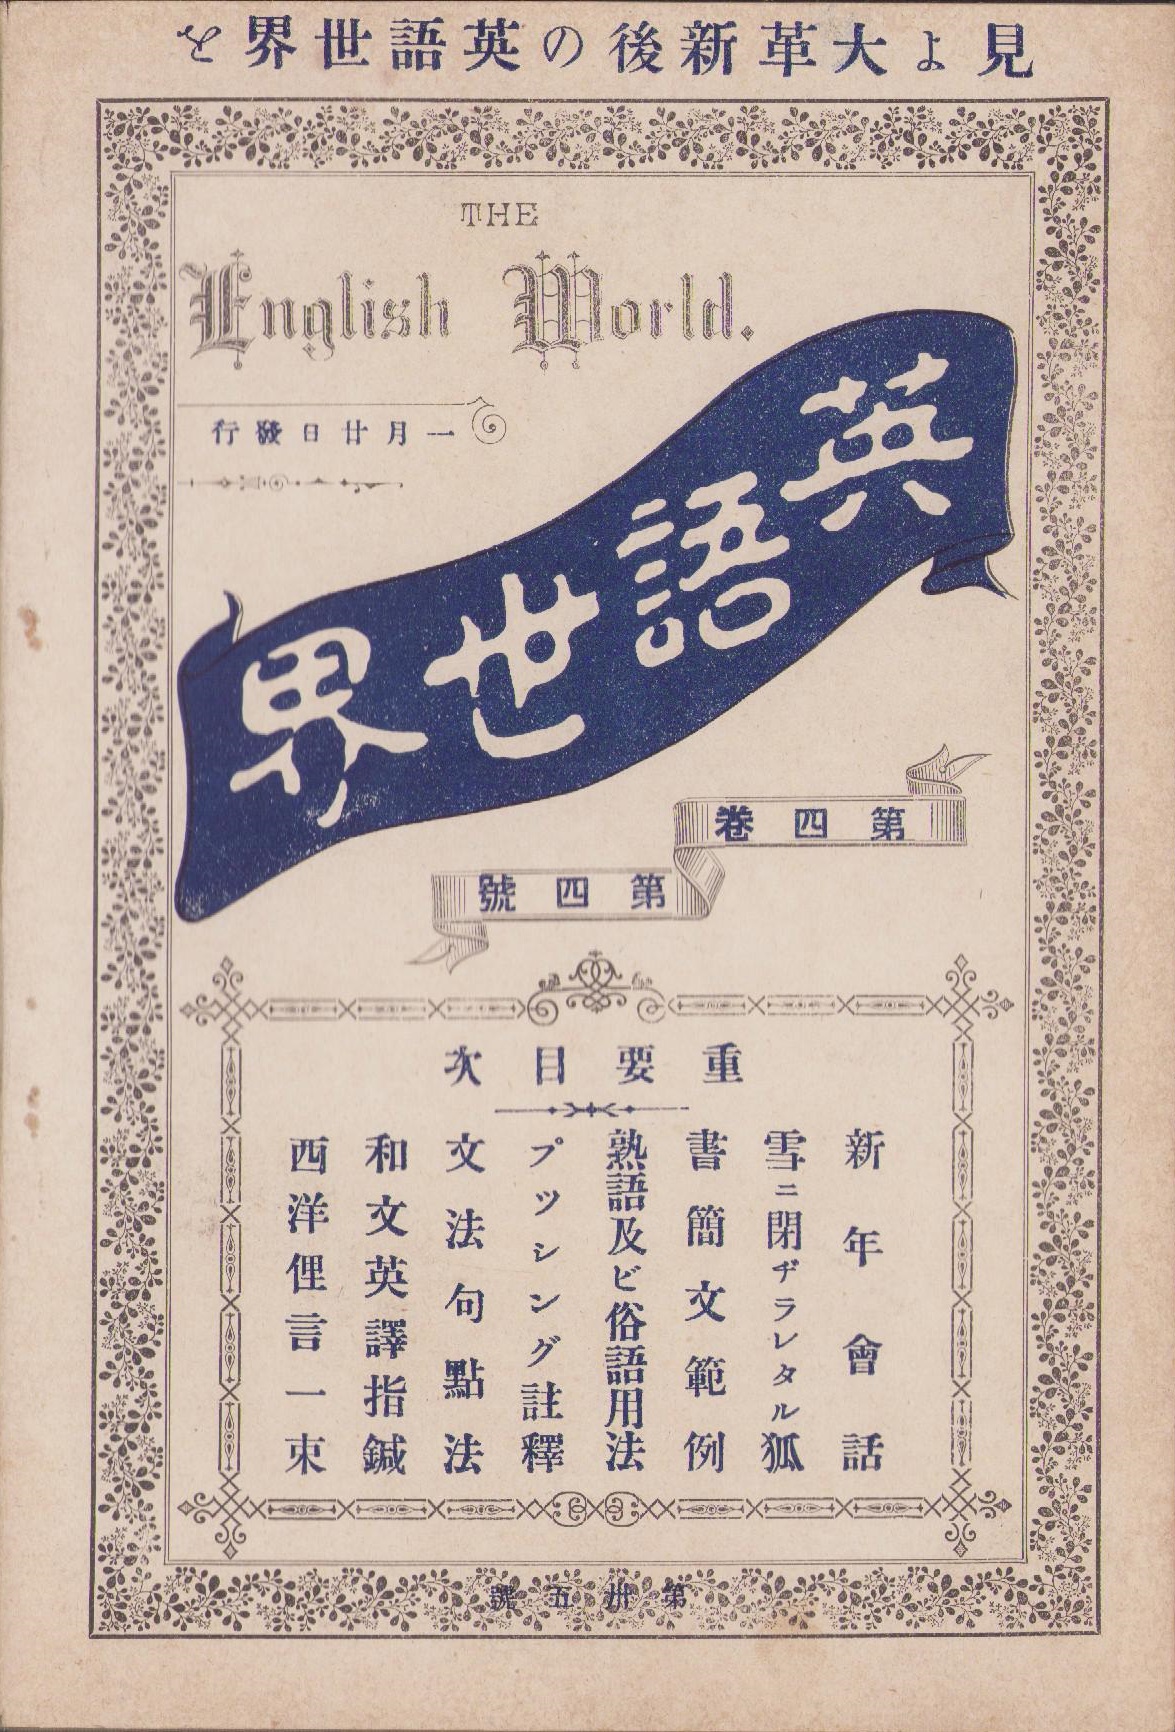 見よ大革新後の英語世界を
THE
English World.
一月廿日發行
英語世界
第四卷
第四號
重要目次
新年會話
雪ニ閉ヂラレタル狐
書簡文範例
熟語及ビ俗語用法
プツシング註釋
文法句點法
和文英譯指鍼
西洋俚言一束
第卅五號